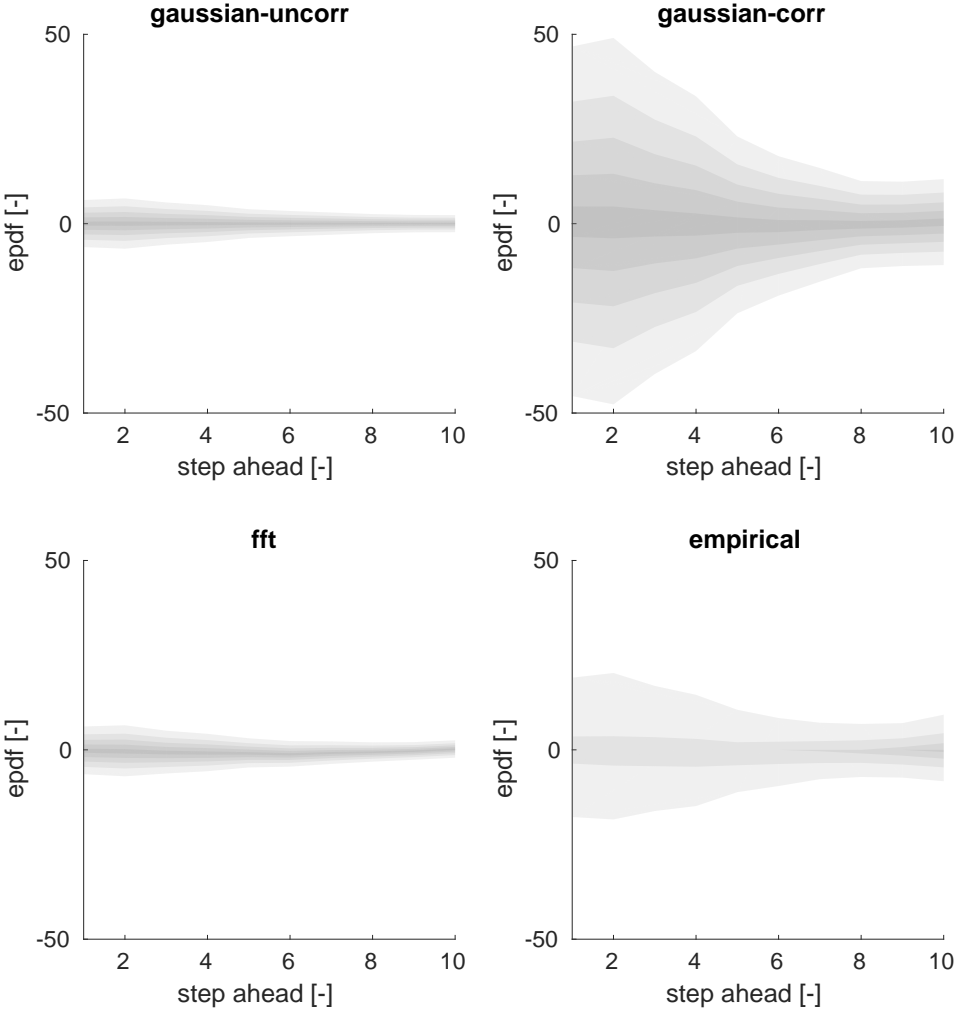 gaussian-uncorr
50
0
-50
epdf [-]
2 4 6 8 10
step ahead [-]
gaussian-corr
50
0
-50
epdf [-]
2 4 6 8 10
step ahead [-]
fft
50
0
-50
epdf [-]
2 4 6 8 10
step ahead [-]
empirical
50
0
-50
epdf [-]
2 4 6 8 10
step ahead [-]